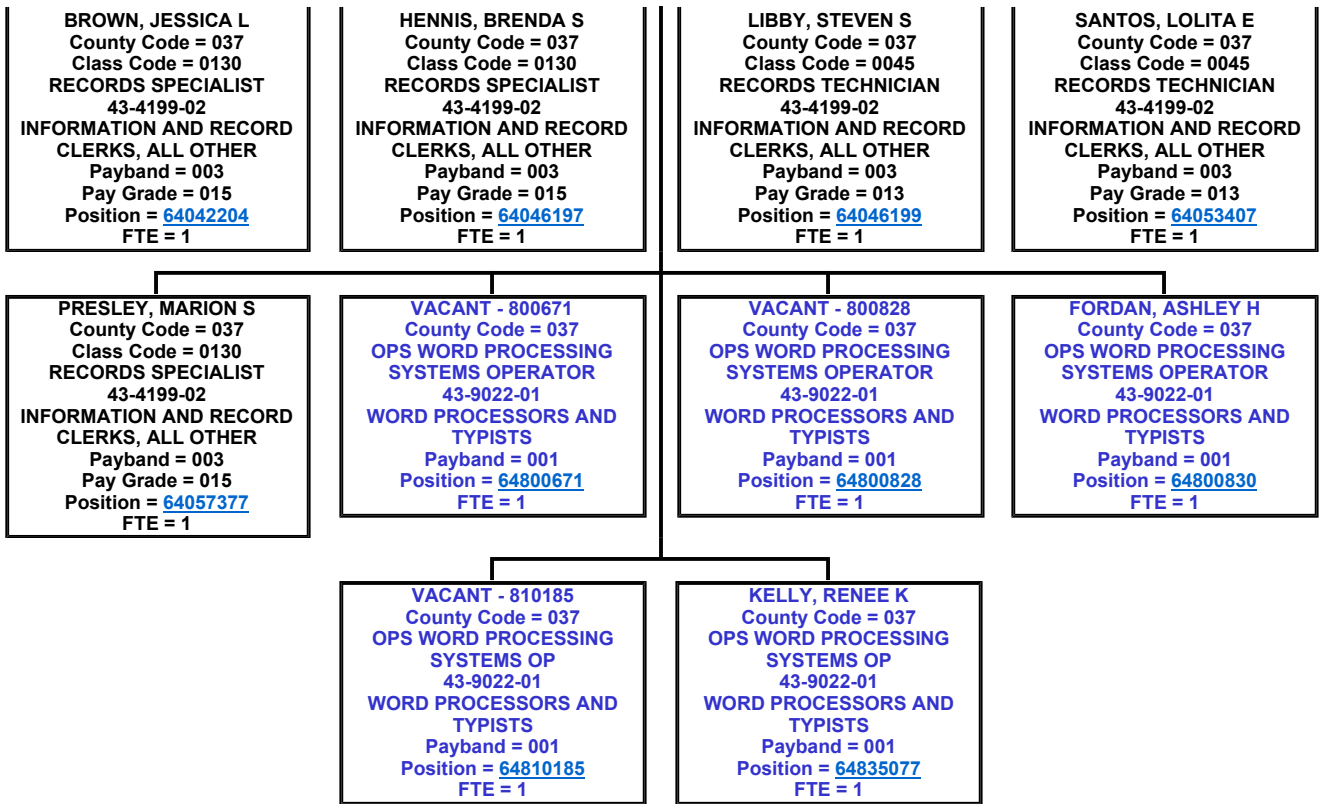 BROWN, JESSICA L
County Code = 037
Class Code = 0130
RECORDS SPECIALIST
43-4199-02
INFORMATION AND RECORD
CLERKS, ALL OTHER
Payband = 003
Pay Grade = 015
Position = 64042204
FTE = 1
HENNIS, BRENDA S
County Code = 037
Class Code = 0130
RECORDS SPECIALIST
43-4199-02
INFORMATION AND RECORD
CLERKS, ALL OTHER
Payband = 003
Pay Grade = 015
Position = 64046197
FTE = 1
LIBBY, STEVEN S
County Code = 037
Class Code = 0045
RECORDS TECHNICIAN
43-4199-02
INFORMATION AND RECORD
CLERKS, ALL OTHER
Payband = 003
Pay Grade = 013
Position = 64046199
FTE = 1
SANTOS, LOLITA E
County Code = 037
Class Code = 0045
RECORDS TECHNICIAN
43-4199-02
INFORMATION AND RECORD
CLERKS, ALL OTHER
Payband = 003
Pay Grade = 013
Position = 64053407
FTE = 1
PRESLEY, MARION S
County Code = 037
Class Code = 0130
RECORDS SPECIALIST
43-4199-02
INFORMATION AND RECORD
CLERKS, ALL OTHER
Payband = 003
Pay Grade = 015
Position = 64057377
FTE = 1
VACANT - 800671
County Code = 037
OPS WORD PROCESSING
SYSTEMS OPERATOR
43-9022-01
WORD PROCESSORS AND
TYPISTS
Payband = 001
Position = 64800671
FTE = 1
VACANT - 800828
County Code = 037
OPS WORD PROCESSING
SYSTEMS OPERATOR
43-9022-01
WORD PROCESSORS AND
TYPISTS
Payband = 001
Position = 64800828
FTE = 1
FORDAN, ASHLEY H
County Code = 037
OPS WORD PROCESSING
SYSTEMS OPERATOR
43-9022-01
WORD PROCESSORS AND
TYPISTS
Payband = 001
Position = 64800830
FTE = 1
VACANT - 810185
County Code = 037
OPS WORD PROCESSING
SYSTEMS OP
43-9022-01
WORD PROCESSORS AND
TYPISTS
Payband = 001
Position = 64810185
FTE = 1
KELLY, RENEE K
County Code = 037
OPS WORD PROCESSING
SYSTEMS OP
43-9022-01
WORD PROCESSORS AND
TYPISTS
Payband = 001
Position = 64835077
FTE = 1